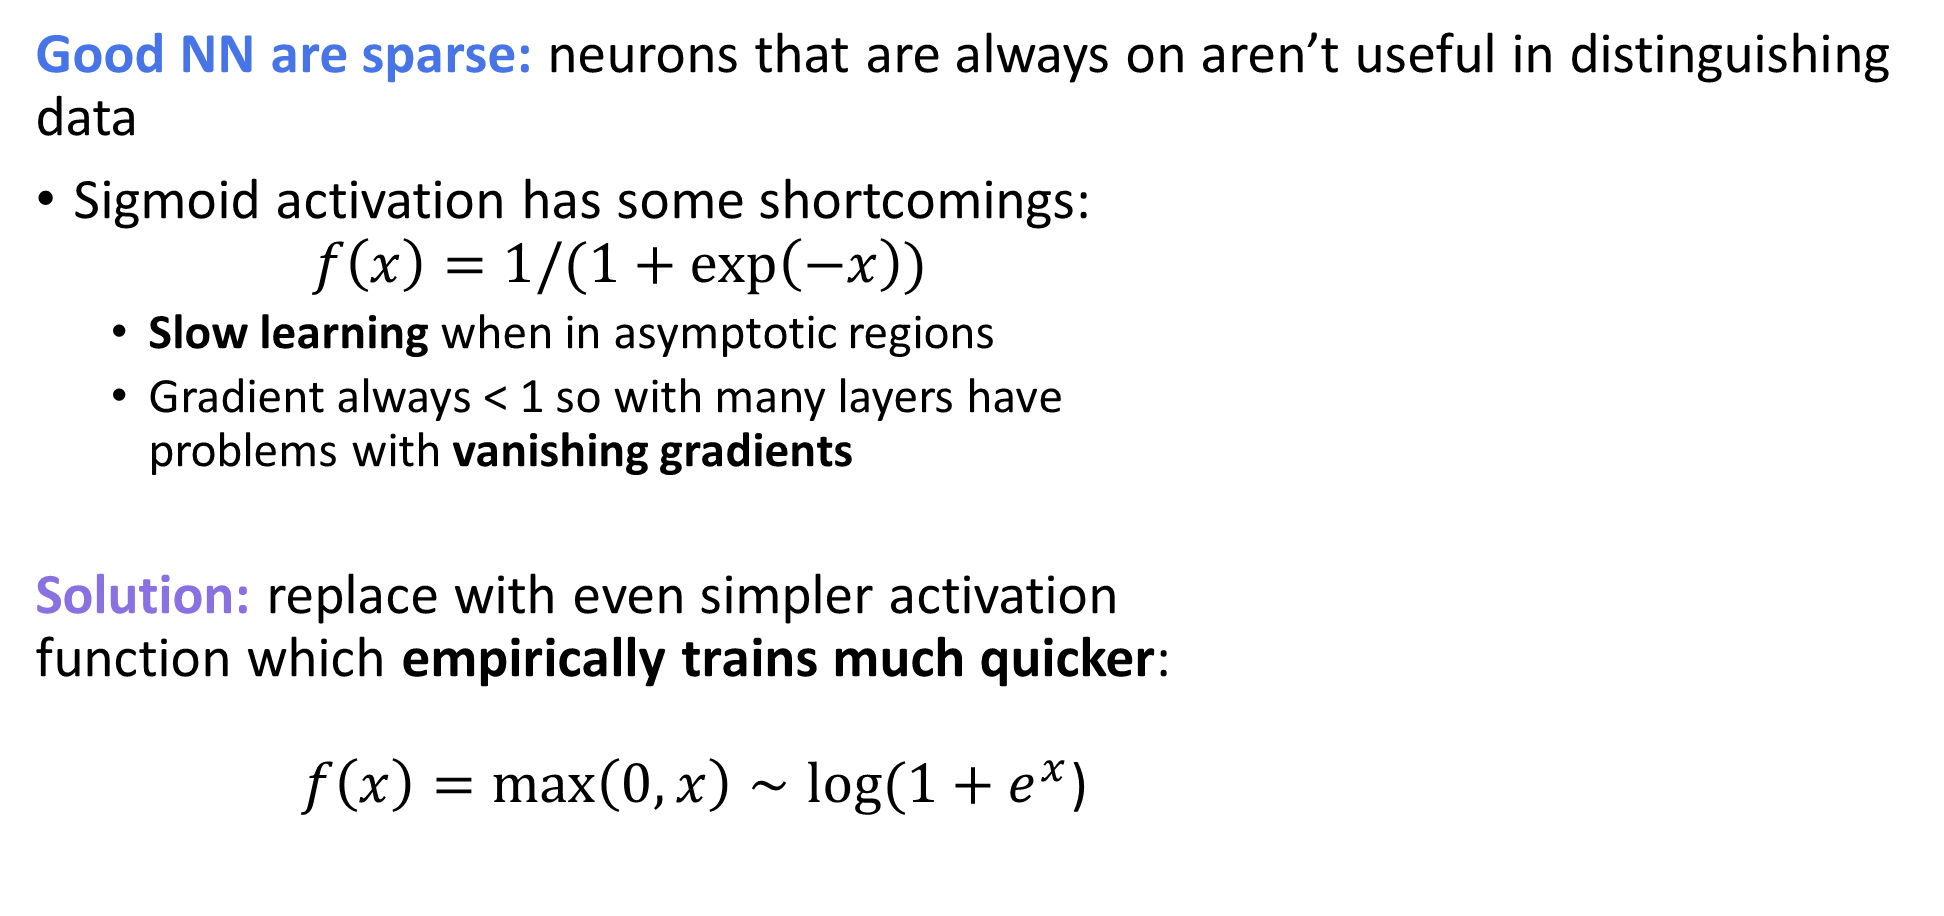 Good NN are sparse: neurons that are always on aren’t useful in distinguishing
data
• Sigmoid activation has some shortcomings:
f(x) = 1/(1 + exp(−x))
• Slow learning when in asymptotic regions
• Gradient always < 1 so with many layers have
problems with vanishing gradients
Solution: replace with even simpler activation
function which empirically trains much quicker:
f(x) = max(0, x) ~ log(1 + eˣ)